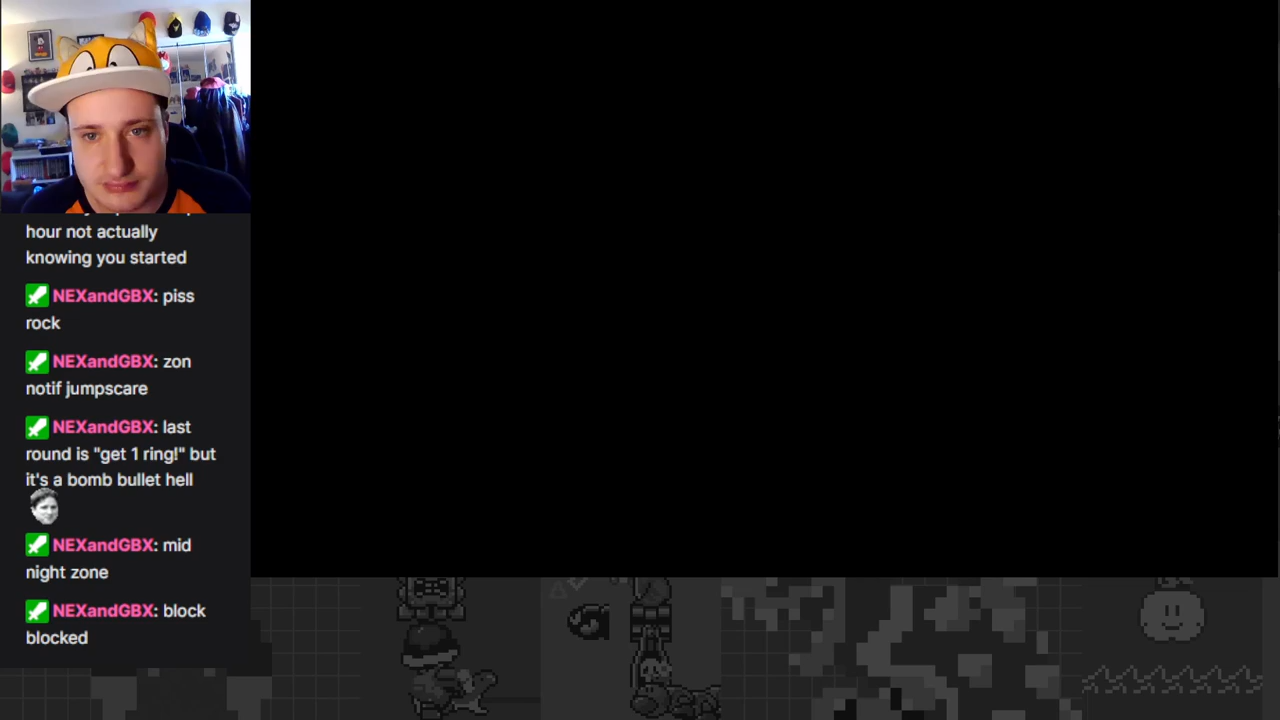 hour not actually
knowing you started
NEXandGBX: piss
rock
NEXandGBX: zon
notif jumpscare
NEXandGBX: last
round is "get 1 ring!" but
it's a bomb bullet hell
NEXandGBX: mid
night zone
NEXandGBX: block
blocked